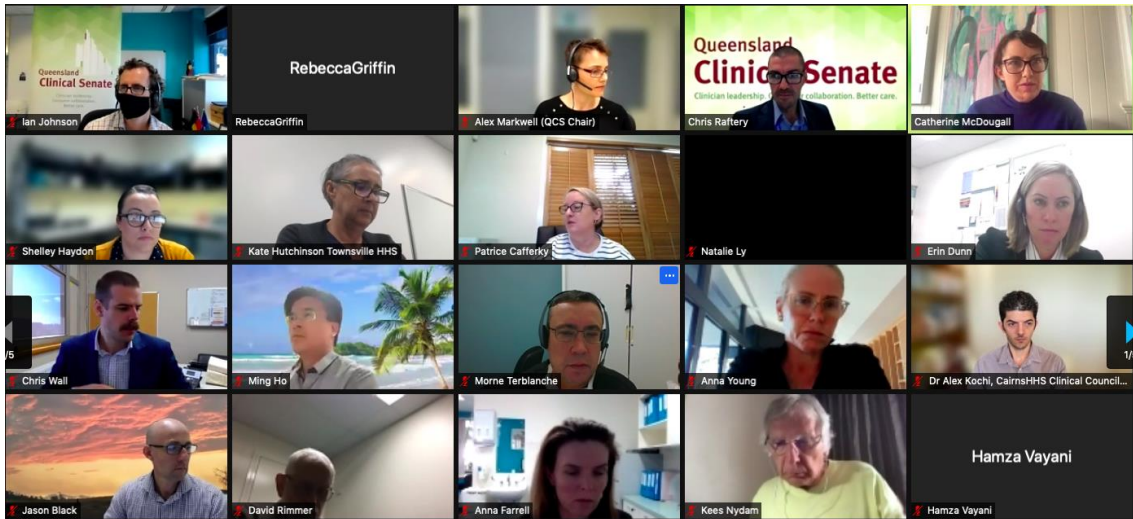 Queensland
Clinical Senate
Ian Johnson
RebeccaGriffin
RebeccaGriffin
Alex Markwell (QCS Chair)
Queensland
Clinical Senate
Clinician leadership. collaboration. Better care.
Chris Raftery
Catherine McDougall
Shelley Haydon
Kate Hutchinson Townsville HHS
Patrice Cafferky
Natalie Ly
Erin Dunn
/5
Chris Wall
Ming Ho
...
Morne Terblanche
Anna Young
1/
Dr Alex Kochi, CairnsHHS Clinical Council...
Jason Black
David Rimmer
Anna Farrell
Kees Nydam
Hamza Vayani
Hamza Vayani